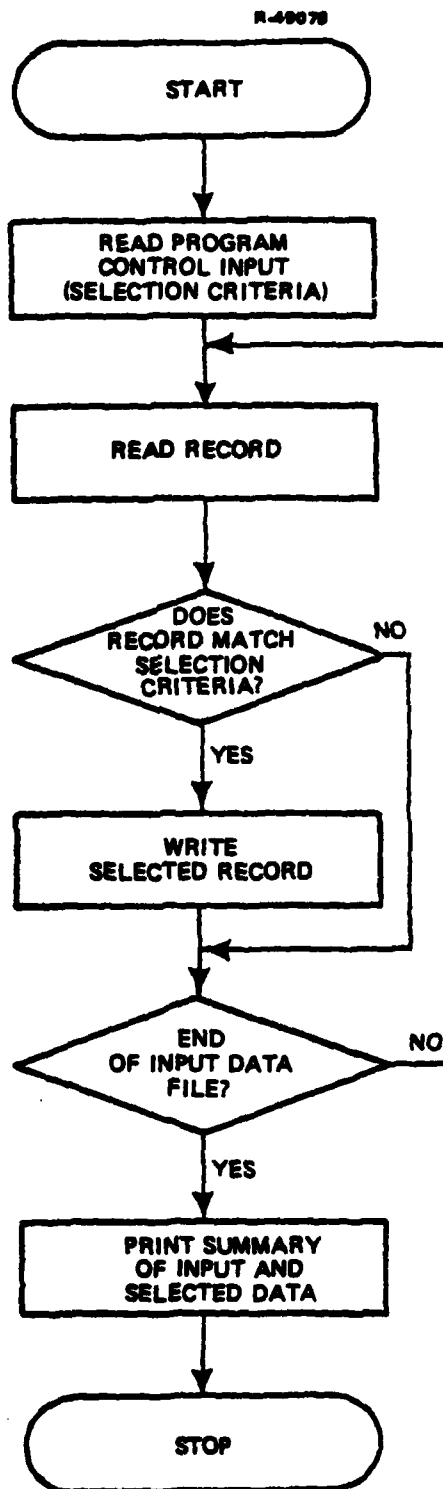 R-49078
START
READ PROGRAM
CONTROL INPUT
(SELECTION CRITERIA)
READ RECORD
DOES
RECORD MATCH
SELECTION
CRITERIA?
NO
YES
WRITE
SELECTED RECORD
END
OF INPUT DATA
FILE?
NO
YES
PRINT SUMMARY
OF INPUT AND
SELECTED DATA
STOP